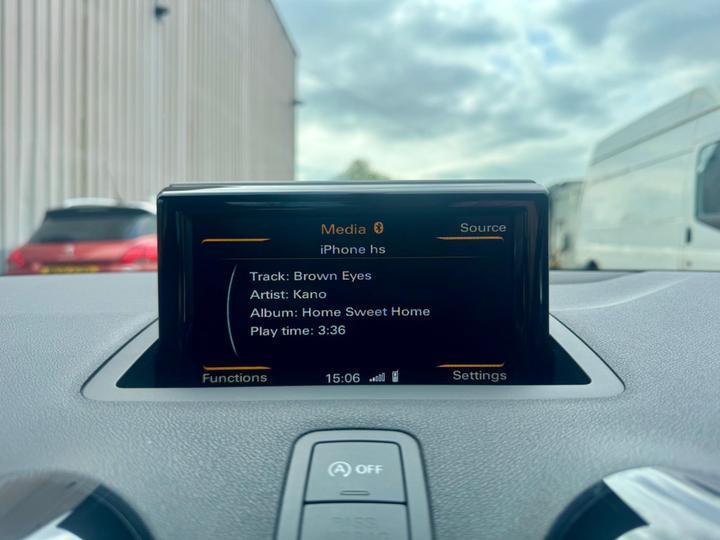 Media
Source
iPhone hs
Track: Brown Eyes
Artist: Kano
Album: Home Sweet Home
Play time: 3:36
Functions
15:06
Settings
A OFF